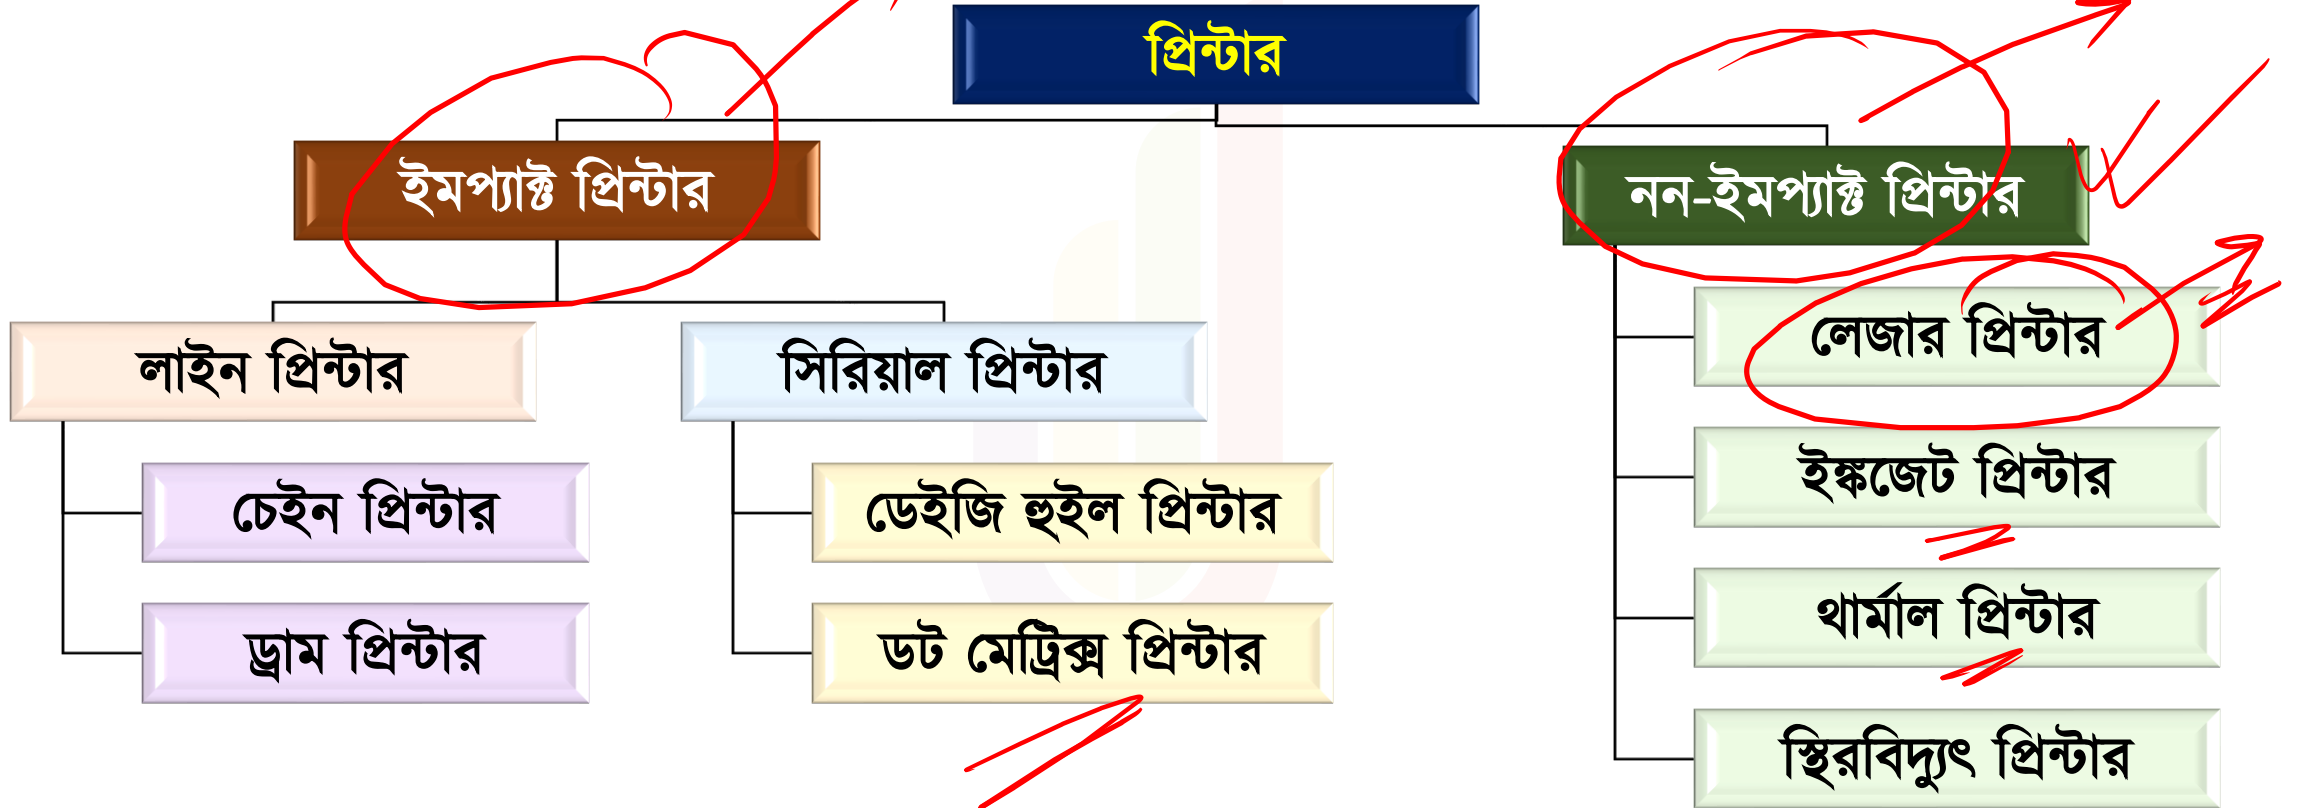 প্রিন্টার
ইমপ্যাক্ট প্রিন্টার
নন-ইমপ্যাক্ট প্রিন্টার
লাইন প্রিন্টার
সিরিয়াল প্রিন্টার
লেজার প্রিন্টার
চেইন প্রিন্টার
ডেইজি হুইল প্রিন্টার
ইঙ্কজেট প্রিন্টার
ড্রাম প্রিন্টার
ডট মেট্রিক্স প্রিন্টার
থার্মাল প্রিন্টার
স্থিরবিদ্যুৎ প্রিন্টার